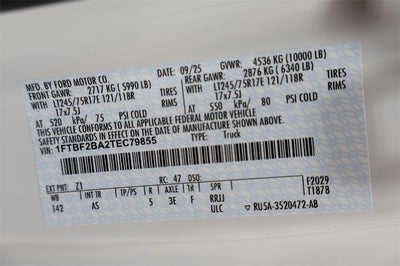 MFD. BY FORD MOTOR CO. DATE: 09/25 GVWR: 4536 KG (10000 LB)
FRONT GAWR: 2717 KG (5990 LB) REAR GAWR: 2876 KG (6340 LB)
WITH LT245/75R17E 121/118R TIRES WITH LT245/75R17E 121/118R TIRES
17x7.5J 17x7.5J
AT 520 kPa/ 75 PSI COLD AT 550 kPa/ 80 PSI COLD
THIS VEHICLE CONFORMS TO ALL APPLICABLE FEDERAL MOTOR VEHICLE
SAFETY STANDARDS IN EFFECT ON THE DATE OF MANUFACTURE SHOWN ABOVE.
VIN: 1FTBF2BA2TEC79855 TYPE: Truck
EXT PNT: Z1 RC: 47 DSO: F2029
WB INT TR TP/PS R AXLE TR SPR T1878
142 AS 5 3E F RRJJ
ULC RU5A-3520472-AB